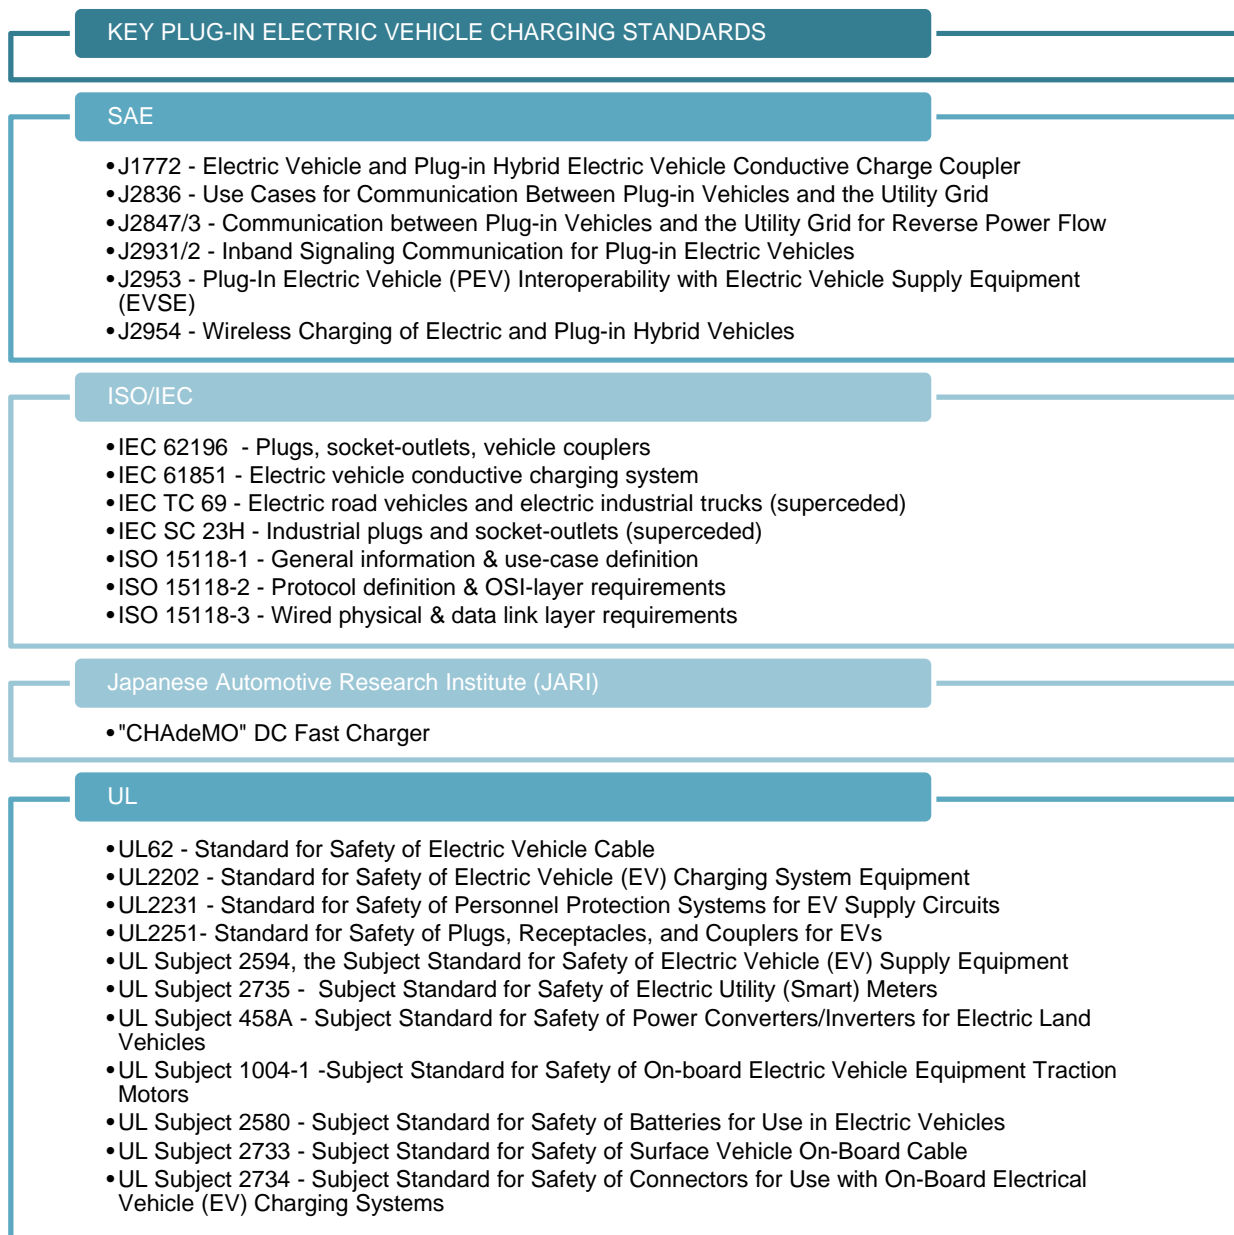 KEY PLUG-IN ELECTRIC VEHICLE CHARGING STANDARDS
SAE
•J1772 - Electric Vehicle and Plug-in Hybrid Electric Vehicle Conductive Charge Coupler
•J2836 - Use Cases for Communication Between Plug-in Vehicles and the Utility Grid
•J2847/3 - Communication between Plug-in Vehicles and the Utility Grid for Reverse Power Flow
•J2931/2 - Inband Signaling Communication for Plug-in Electric Vehicles
•J2953 - Plug-In Electric Vehicle (PEV) Interoperability with Electric Vehicle Supply Equipment
(EVSE)
•J2954 - Wireless Charging of Electric and Plug-in Hybrid Vehicles
ISO/IEC
•IEC 62196  - Plugs, socket-outlets, vehicle couplers
•IEC 61851 - Electric vehicle conductive charging system
•IEC TC 69 - Electric road vehicles and electric industrial trucks (superceded)
•IEC SC 23H - Industrial plugs and socket-outlets (superceded)
•ISO 15118-1 - General information & use-case definition
•ISO 15118-2 - Protocol definition & OSI-layer requirements
•ISO 15118-3 - Wired physical & data link layer requirements
Japanese Automotive Research Institute (JARI)
•"CHAdeMO" DC Fast Charger
UL
•UL62 - Standard for Safety of Electric Vehicle Cable
•UL2202 - Standard for Safety of Electric Vehicle (EV) Charging System Equipment
•UL2231 - Standard for Safety of Personnel Protection Systems for EV Supply Circuits
•UL2251- Standard for Safety of Plugs, Receptacles, and Couplers for EVs
•UL Subject 2594, the Subject Standard for Safety of Electric Vehicle (EV) Supply Equipment
•UL Subject 2735 -  Subject Standard for Safety of Electric Utility (Smart) Meters
•UL Subject 458A - Subject Standard for Safety of Power Converters/Inverters for Electric Land
Vehicles
•UL Subject 1004-1 -Subject Standard for Safety of On-board Electric Vehicle Equipment Traction
Motors
•UL Subject 2580 - Subject Standard for Safety of Batteries for Use in Electric Vehicles
•UL Subject 2733 - Subject Standard for Safety of Surface Vehicle On-Board Cable
•UL Subject 2734 - Subject Standard for Safety of Connectors for Use with On-Board Electrical
Vehicle (EV) Charging Systems